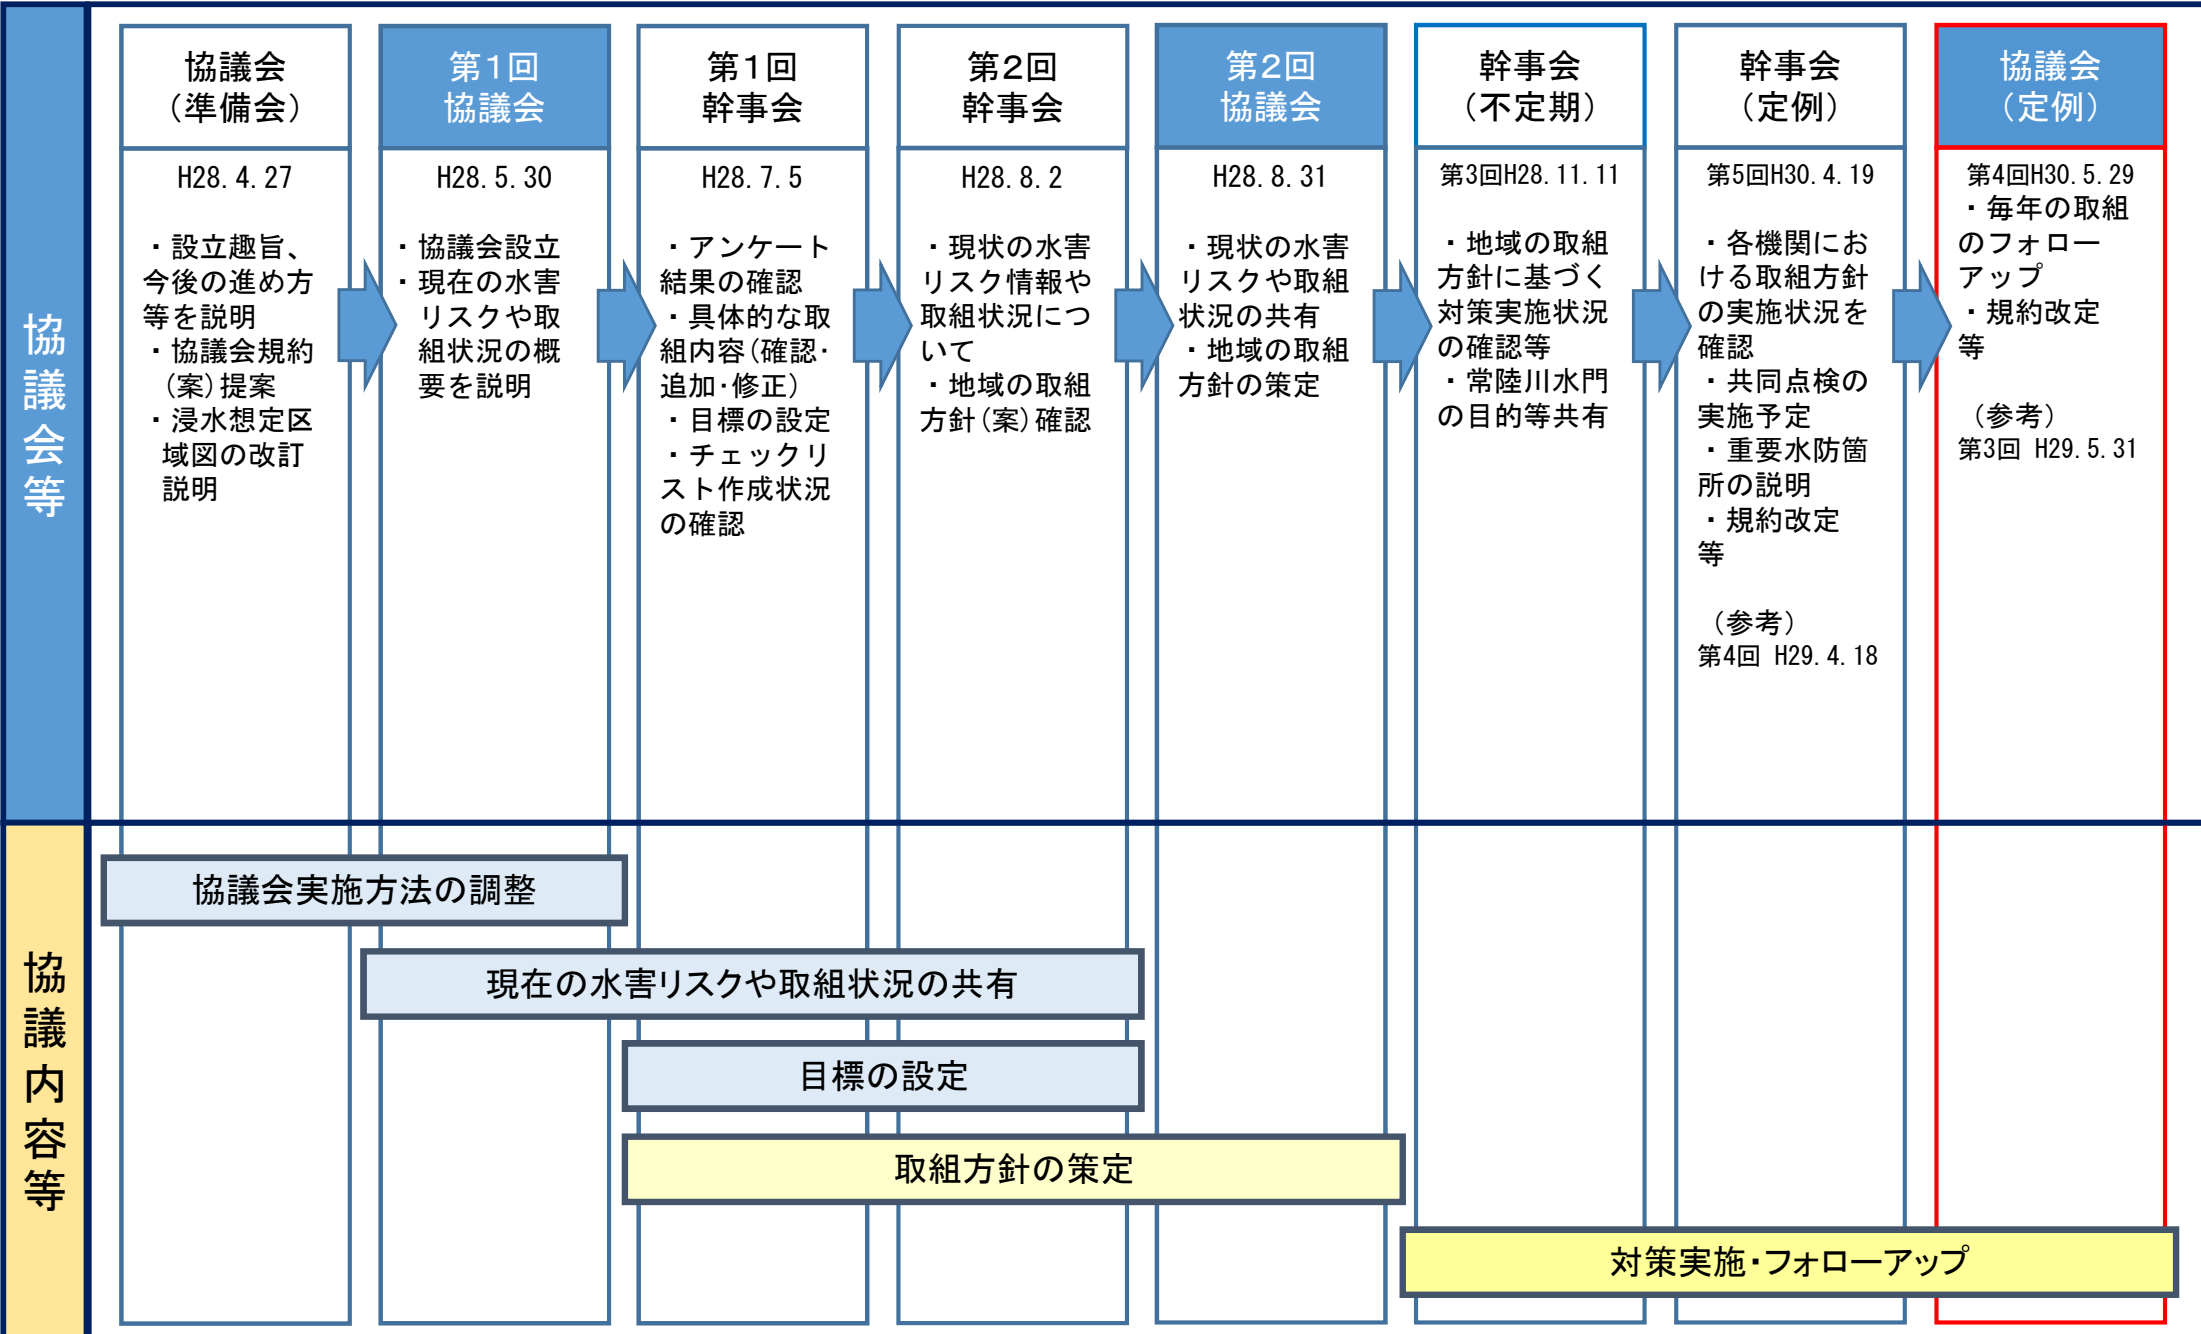 協議会等
協議会
（準備会）
H28.4.27
・設立趣旨、
今後の進め方
等を説明
・協議会規約
(案)提案
・浸水想定区
域図の改訂
説明
第1回
協議会
H28.5.30
・協議会設立
・現在の水害
リスクや取
組状況の概
要を説明
第1回
幹事会
H28.7.5
・アンケート
結果の確認
・具体的な取
組内容(確認･
追加･修正)
・目標の設定
・チェックリ
スト作成状況
の確認
第2回
幹事会
H28.8.2
・現状の水害
リスク情報や
取組状況につ
いて
・地域の取組
方針(案)確認
第2回
協議会
H28.8.31
・現状の水害
リスクや取組
状況の共有
・地域の取組
方針の策定
幹事会
（不定期）
第3回H28.11.11
・地域の取組
方針に基づく
対策実施状況
の確認等
・常陸川水門
の目的等共有
幹事会
（定例）
第5回H30.4.19
・各機関にお
ける取組方針
の実施状況を
確認
・共同点検の
実施予定
・重要水防箇
所の説明
・規約改定
等
（参考）
第4回 H29.4.18
協議会
（定例）
第4回H30.5.29
・毎年の取組
のフォロー
アップ
・規約改定
等
（参考）
第3回 H29.5.31
協議内容等
協議会実施方法の調整
現在の水害リスクや取組状況の共有
目標の設定
取組方針の策定
対策実施・フォローアップ